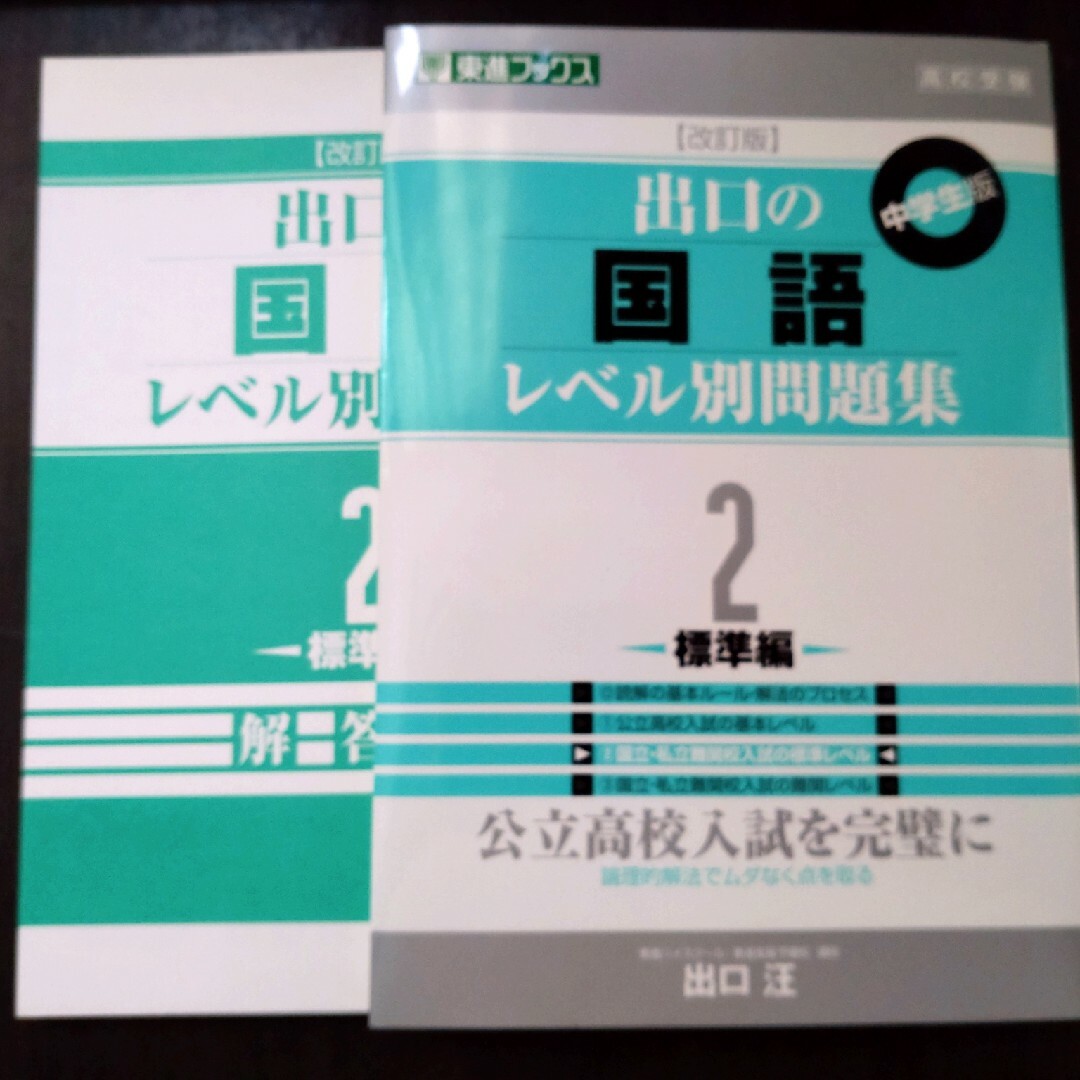 【改訂
出口
国
レベル別
2
標準
解 答
東進ブックス
高校受験
【改訂版】
中学生版
出口の
国語
レベル別問題集
2
標準編
0読解の基本ルール・解法のプロセス
1公立高校入試の基本レベル
2国立・私立難関校入試の標準レベル
3国立・私立難関校入試の難関レベル
公立高校入試を完璧に
論理的解法でムダなく点を取る
出口 汪